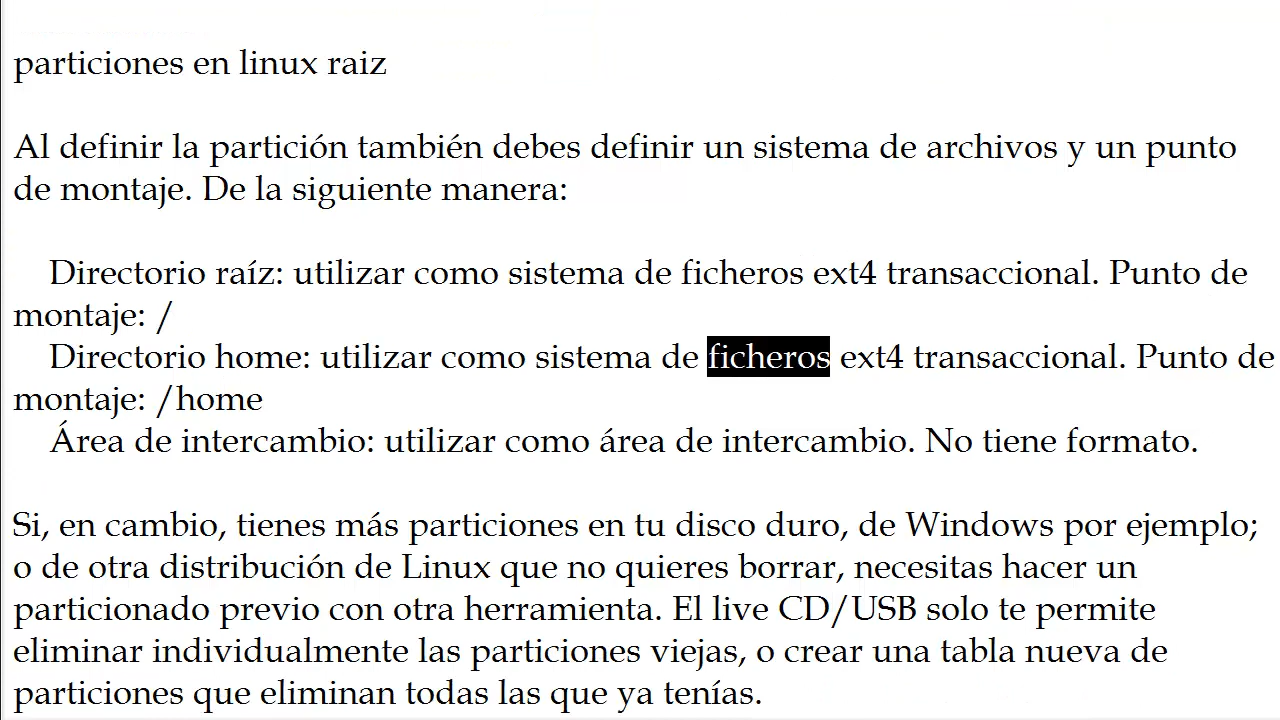 particiones en linux raiz
Al definir la partición también debes definir un sistema de archivos y un punto
de montaje. De la siguiente manera:
Directorio raíz: utilizar como sistema de ficheros ext4 transaccional. Punto de
montaje: /
Directorio home: utilizar como sistema de ficheros ext4 transaccional. Punto de
montaje: /home
Área de intercambio: utilizar como área de intercambio. No tiene formato.
Si, en cambio, tienes más particiones en tu disco duro, de Windows por ejemplo;
o de otra distribución de Linux que no quieres borrar, necesitas hacer un
particionado previo con otra herramienta. El live CD/USB solo te permite
eliminar individualmente las particiones viejas, o crear una tabla nueva de
particiones que eliminan todas las que ya tenías.